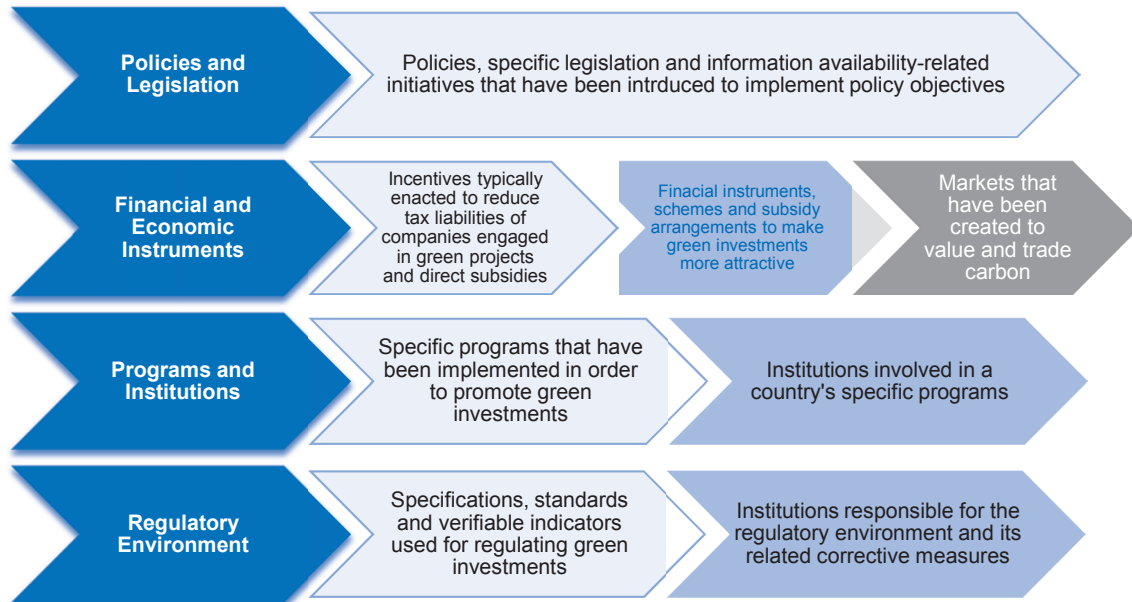 Policies and
Legislation
Policies, specific legislation and information availability-related
initiatives that have been intrduced to implement policy objectives
Financial and
Economic
Instruments
Incentives typically
enacted to reduce
tax liabilities of
companies engaged
in green projects
and direct subsidies
Finacial instruments,
schemes and subsidy
arrangements to make
green investments
more attractive
Markets that
have been
created to
value and trade
carbon
Programs and
Institutions
Specific programs that have
been implemented in order
to promote green
investments
Institutions involved in a
country's specific programs
Regulatory
Environment
Specifications, standards
and verifiable indicators
used for regulating green
investments
Institutions responsible for the
regulatory environment and its
related corrective measures